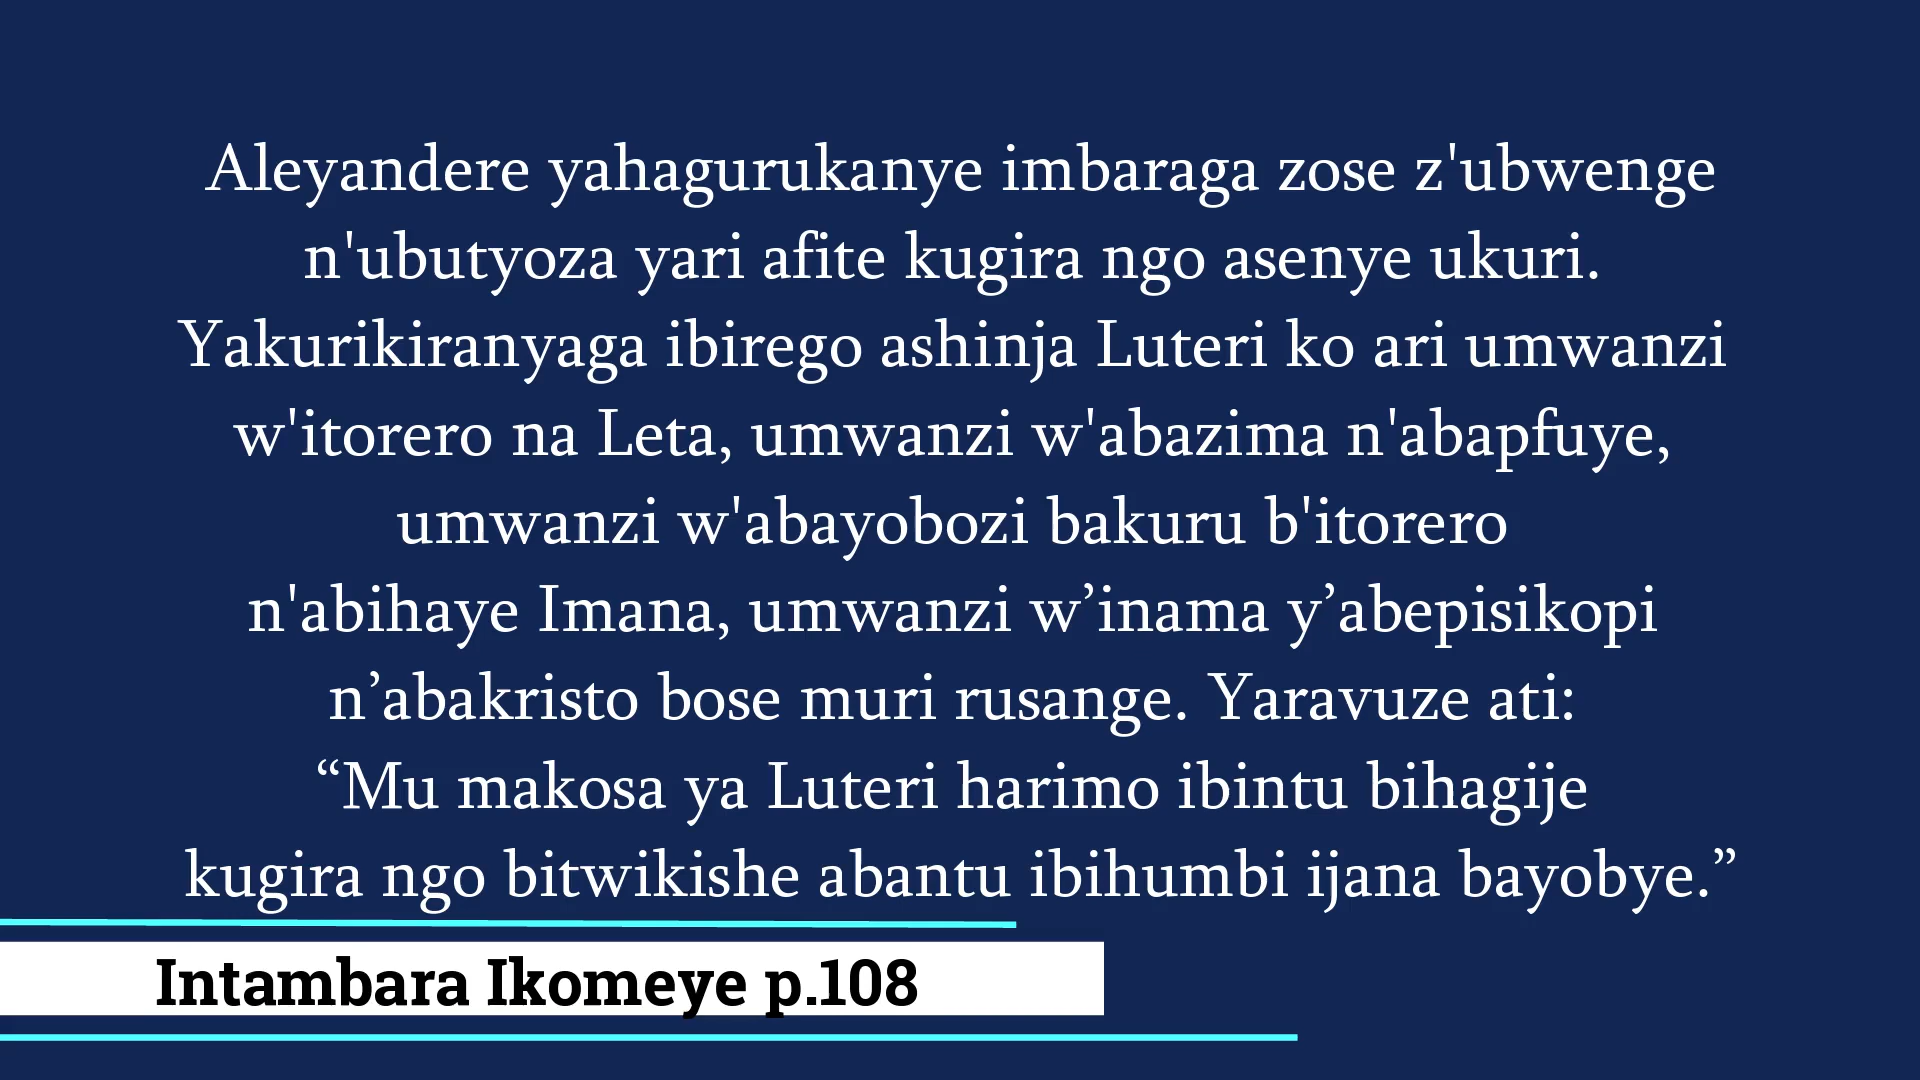 Aleyandere yahagurukanye imbaraga zose z'ubwenge
n'ubutyoza yari afite kugira ngo asenye ukuri.
Yakurikiranyaga ibirego ashinja Luteri ko ari umwanzi
w'itorero na Leta, umwanzi w'abazima n'abapfuye,
umwanzi w'abayobozi bakuru b'itorero
n'abihaye Imana, umwanzi w’inama y’abepisikopi
n’abakristo bose muri rusange. Yaravuze ati:
“Mu makosa ya Luteri harimo ibintu bihagije
kugira ngo bitwikishe abantu ibihumbi ijana bayobye.”
Intambara Ikomeye p.108